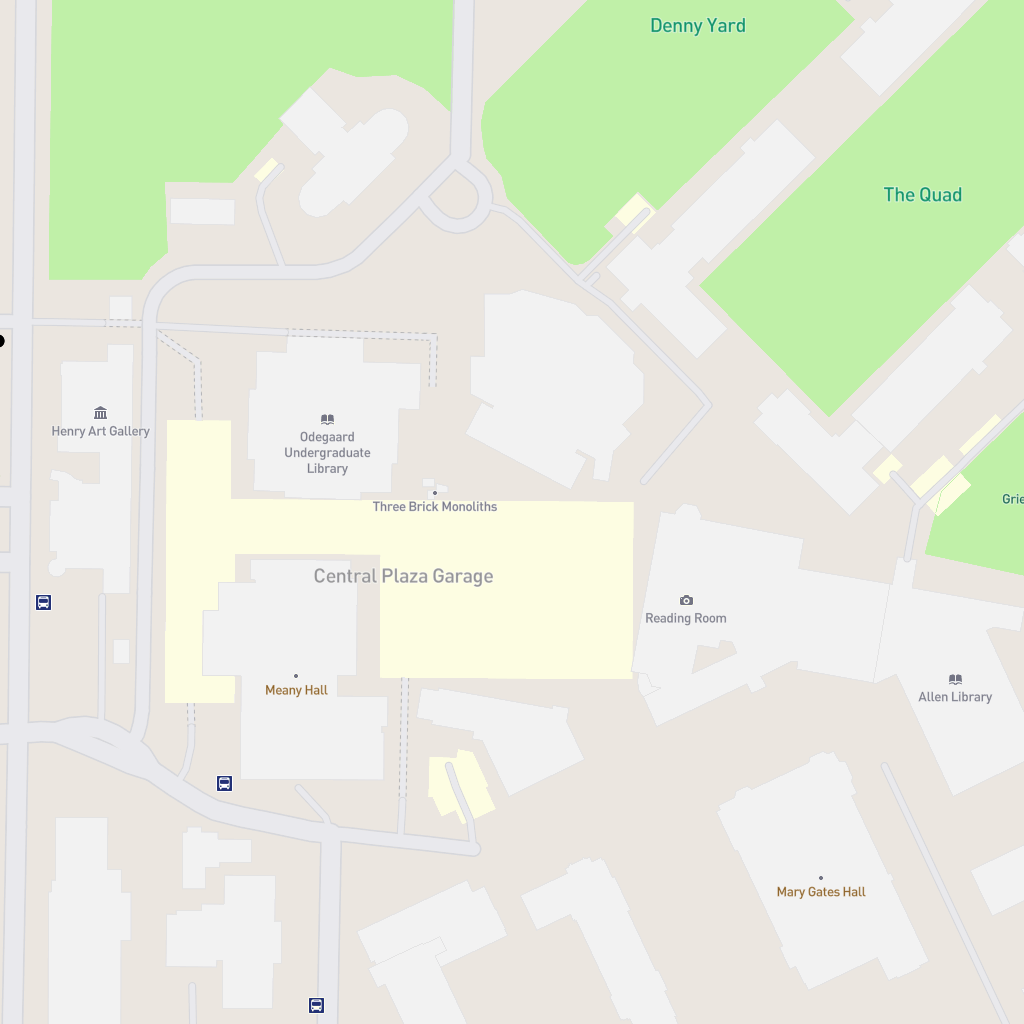 Denny Yard
The Quad
Henry Art Gallery
Odegaard
Undergraduate
Library
Three Brick Monoliths
Grie
Central Plaza Garage
Reading Room
Meany Hall
Allen Library
Mary Gates Hall